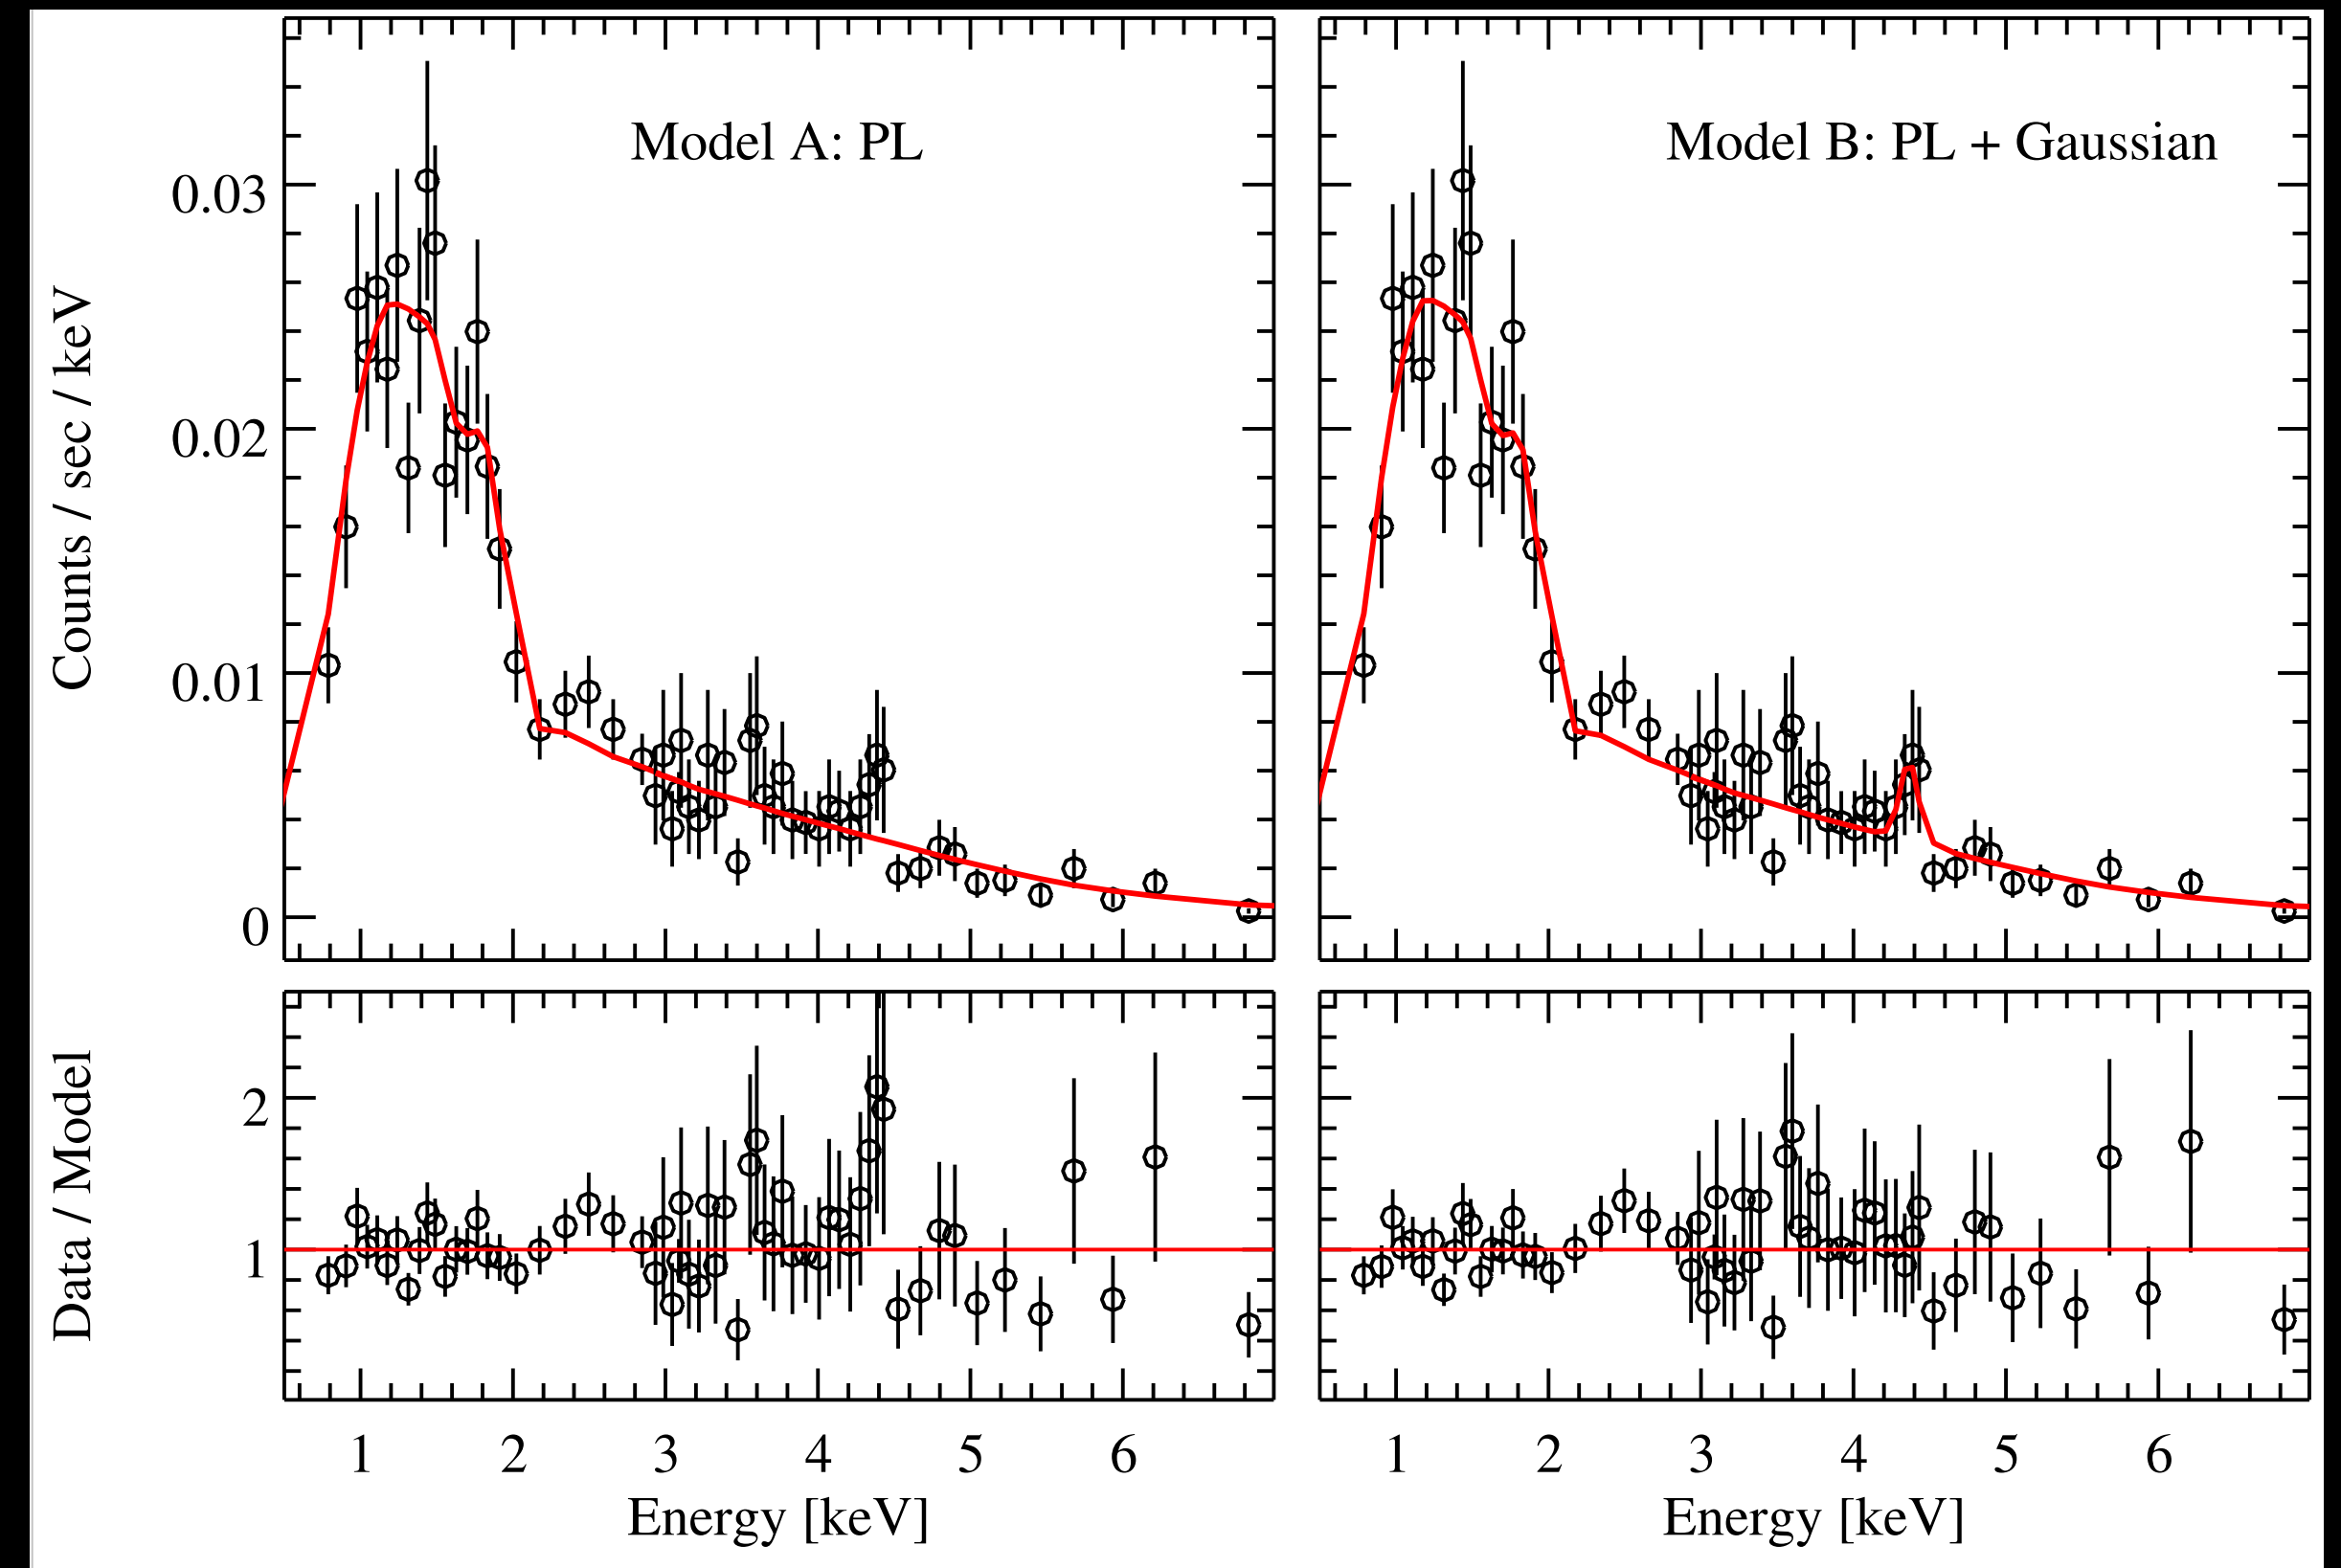 Model A: PL
Model B: PL + Gaussian
Counts / sec / keV
0.03
0.02
0.01
0
Data / Model
2
1
1 2 3 4 5 6
1 2 3 4 5 6
Energy [keV]
Energy [keV]